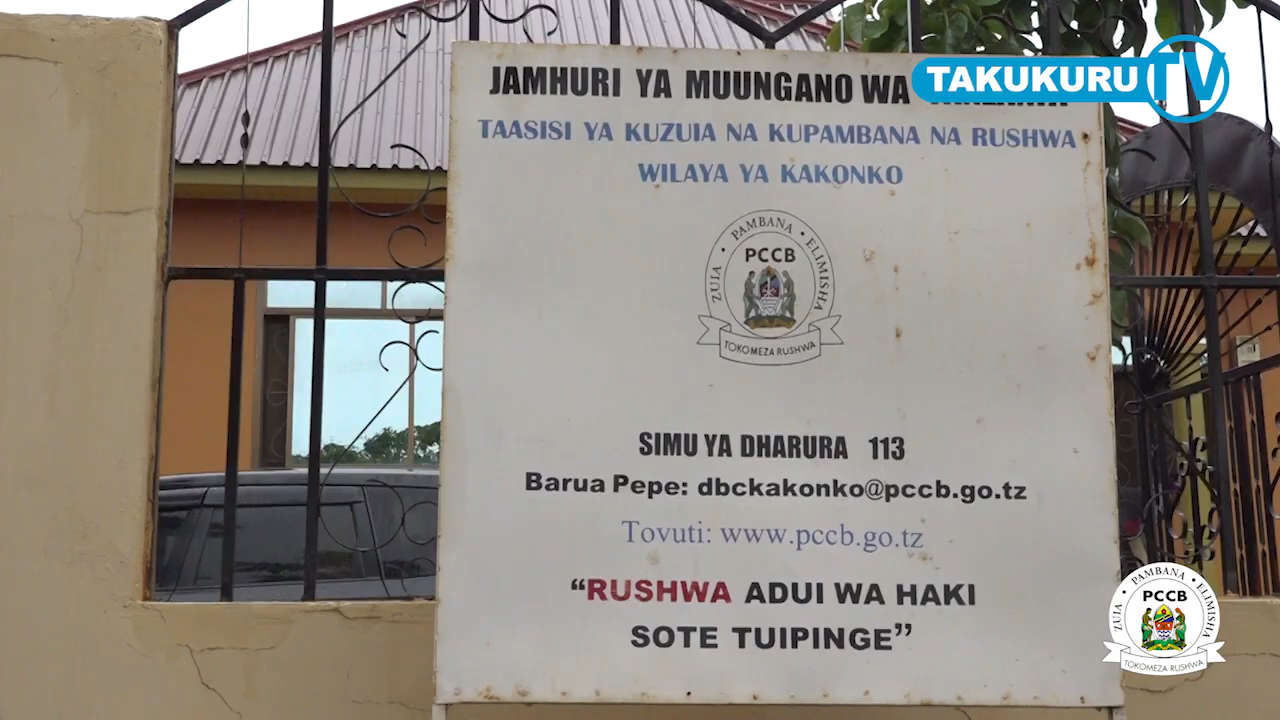 TAKUKURU TV
JAMHURI YA MUUNGANO WA
TAASISI YA KUZUIA NA KUPAMBANA NA RUSHWA
WILAYA YA KAKONKO
ZUIA • PAMBANA • ELIMISHA
PCCB
TOKOMEZA RUSHWA
SIMU YA DHARURA 113
Barua Pepe: dbckakonko@pccb.go.tz
Tovuti: www.pccb.go.tz
“RUSHWA ADUI WA HAKI
SOTE TUIPINGE”
ZUIA • PAMBANA • ELIMISHA
PCCB
TOKOMEZA RUSHWA